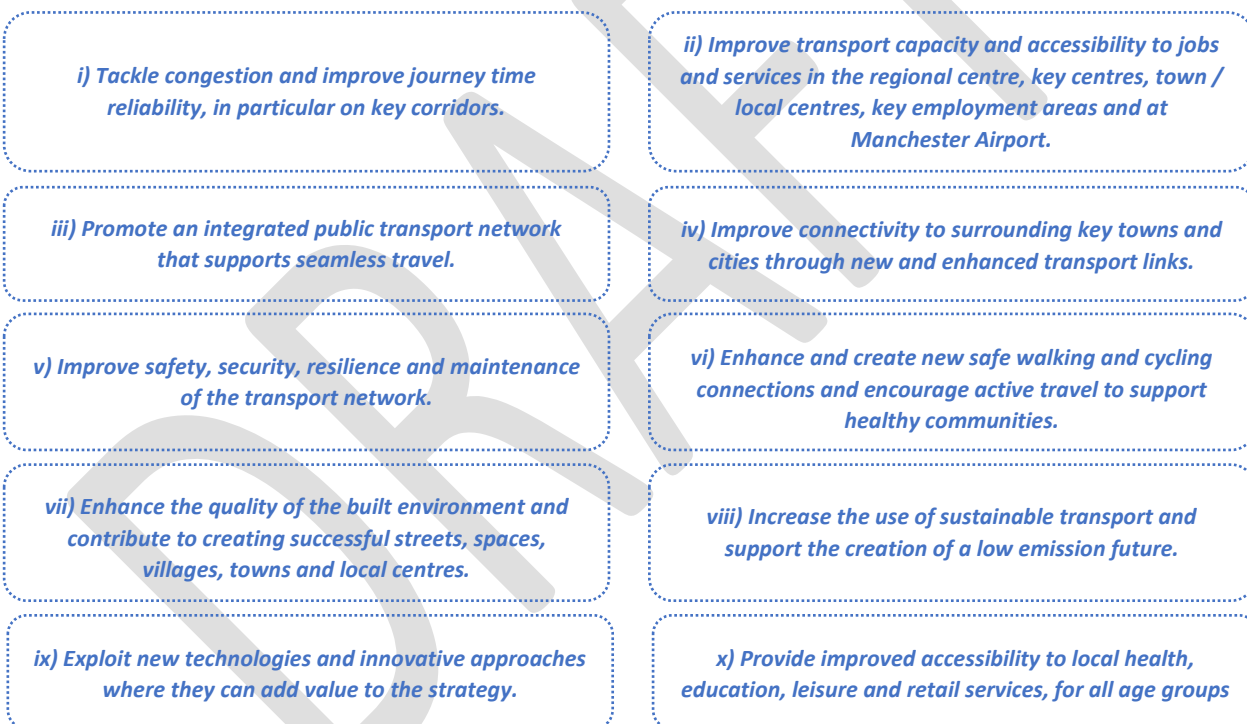 i) Tackle congestion and improve journey time
reliability, in particular on key corridors.
ii) Improve transport capacity and accessibility to jobs
and services in the regional centre, key centres, town /
local centres, key employment areas and at
Manchester Airport.
iii) Promote an integrated public transport network
that supports seamless travel.
iv) Improve connectivity to surrounding key towns and
cities through new and enhanced transport links.
v) Improve safety, security, resilience and maintenance
of the transport network.
vi) Enhance and create new safe walking and cycling
connections and encourage active travel to support
healthy communities.
vii) Enhance the quality of the built environment and
contribute to creating successful streets, spaces,
villages, towns and local centres.
viii) Increase the use of sustainable transport and
support the creation of a low emission future.
ix) Exploit new technologies and innovative approaches
where they can add value to the strategy.
x) Provide improved accessibility to local health,
education, leisure and retail services, for all age groups
DRAFT